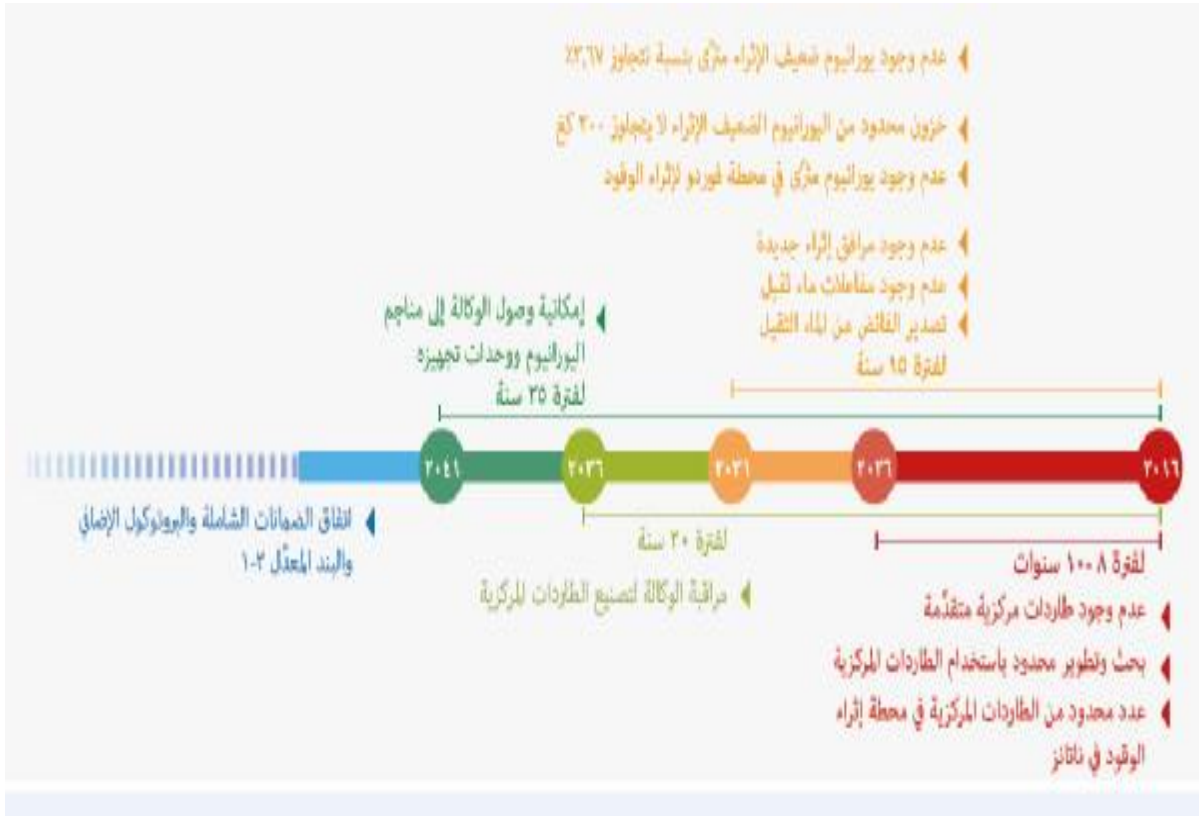 عدم وجود يورانيوم ضعيف الإثراء مثرّى بنسبة تتجاوز ٣,٦٧٪
خزون محدود من اليورانيوم الضعيف الإثراء لا يتجاوز ٣٠٠ كغ
عدم وجود يورانيوم مثرّى في محطة فوردو لإثراء الوقود
عدم وجود مرافق إثراء جديدة
عدم وجود مفاعلات ماء ثقيل
تصدير الفائض من الماء الثقيل
لفترة ١٥ سنة
إمكانية وصول الوكالة إلى مناجم
اليورانيوم ووحدات تجهيزه
لفترة ٢٥ سنة
٢٠١٦
٢٠٢٦
٢٠٣١
٢٠٣٦
٢٠٤١
لفترة ٨-١٠ سنوات
عدم وجود طاردات مركزية متقدّمة
بحث وتطوير محدود باستخدام الطاردات المركزية
عدد محدود من الطاردات المركزية في محطة إثراء
الوقود في ناتانز
لفترة ٢٠ سنة
مراقبة الوكالة لتصنيع الطاردات المركزية
اتفاق الضمانات الشاملة والبروتوكول الإضافي
والبند المعدّل ٣-١